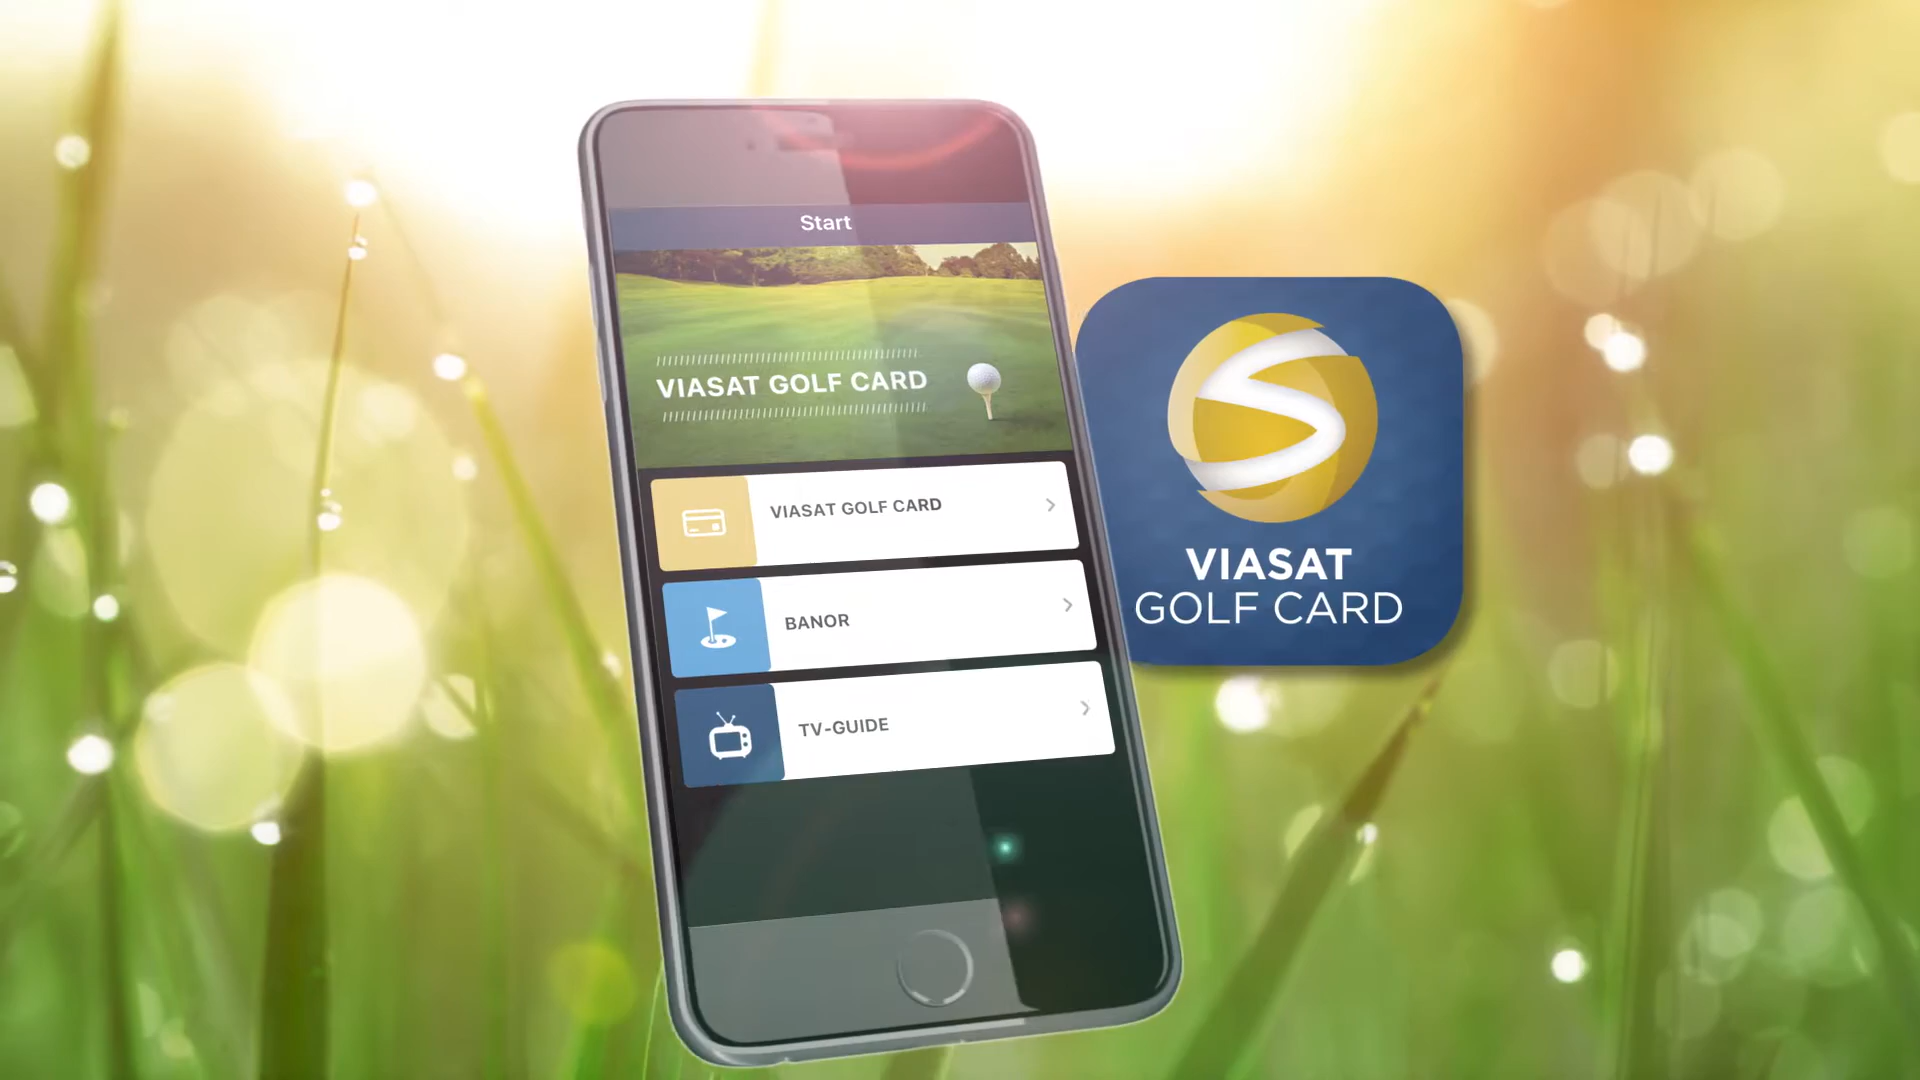 Start
VIASAT GOLF CARD
VIASAT GOLF CARD
BANOR
TV-GUIDE
VIASAT
GOLF CARD